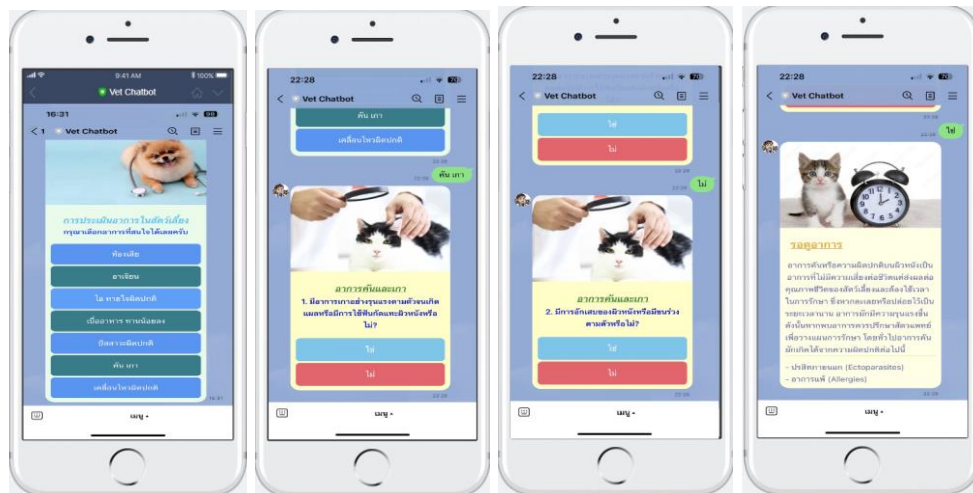 9:41 AM
100%
Vet Chatbot
16:31
98
< 1 Vet Chatbot
การประเมินอาการในสัตว์เลี้ยง
กรุณาเลือกอาการที่สนใจได้เลยครับ
ท้องเสีย
อาเจียน
ไอ หายใจผิดปกติ
เบื่ออาหาร ทานน้อยลง
ปัสสาวะผิดปกติ
คัน เกา
เคลื่อนไหวผิดปกติ
16:31
เมนู
22:28
Vet Chatbot
คัน เกา
เคลื่อนไหวผิดปกติ
22:28
22:28
คัน เกา
อาการคันและเกา
1. มีอาการเกาอย่างรุนแรงตามตัวจนเกิด
แผลหรือมีการใช้ฟันกัดแทะผิวหนังหรือ
ไม่?
ใช่
ไม่
22:28
เมนู
22:28
Vet Chatbot
ใช่
ไม่
22:28
22:28
ไม่
อาการคันและเกา
2. มีการอักเสบของผิวหนังหรือมีขนร่วง
ตามตัวหรือไม่?
ใช่
ไม่
22:28
เมนู
22:28
Vet Chatbot
22:28
22:28
ใช่
รอดูอาการ
อาการคันหรือความผิดปกติบนผิวหนังเป็น
อาการที่ไม่มีความเสี่ยงต่อชีวิตแต่ส่งผลต่อ
คุณภาพชีวิตของสัตว์เลี้ยงและต้องใช้เวลา
ในการรักษา ซึ่งหากละเลยหรือปล่อยไว้เป็น
ระยะเวลานาน อาการมักมีความรุนแรงขึ้น
ดังนั้นหากพบอาการควรปรึกษาสัตวแพทย์
เพื่อวางแผนการรักษา โดยทั่วไปอาการคัน
มักเกิดได้จากความผิดปกติต่อไปนี้
- ปรสิตภายนอก (Ectoparasites)
- อาการแพ้ (Allergies)
22:28
เมนู